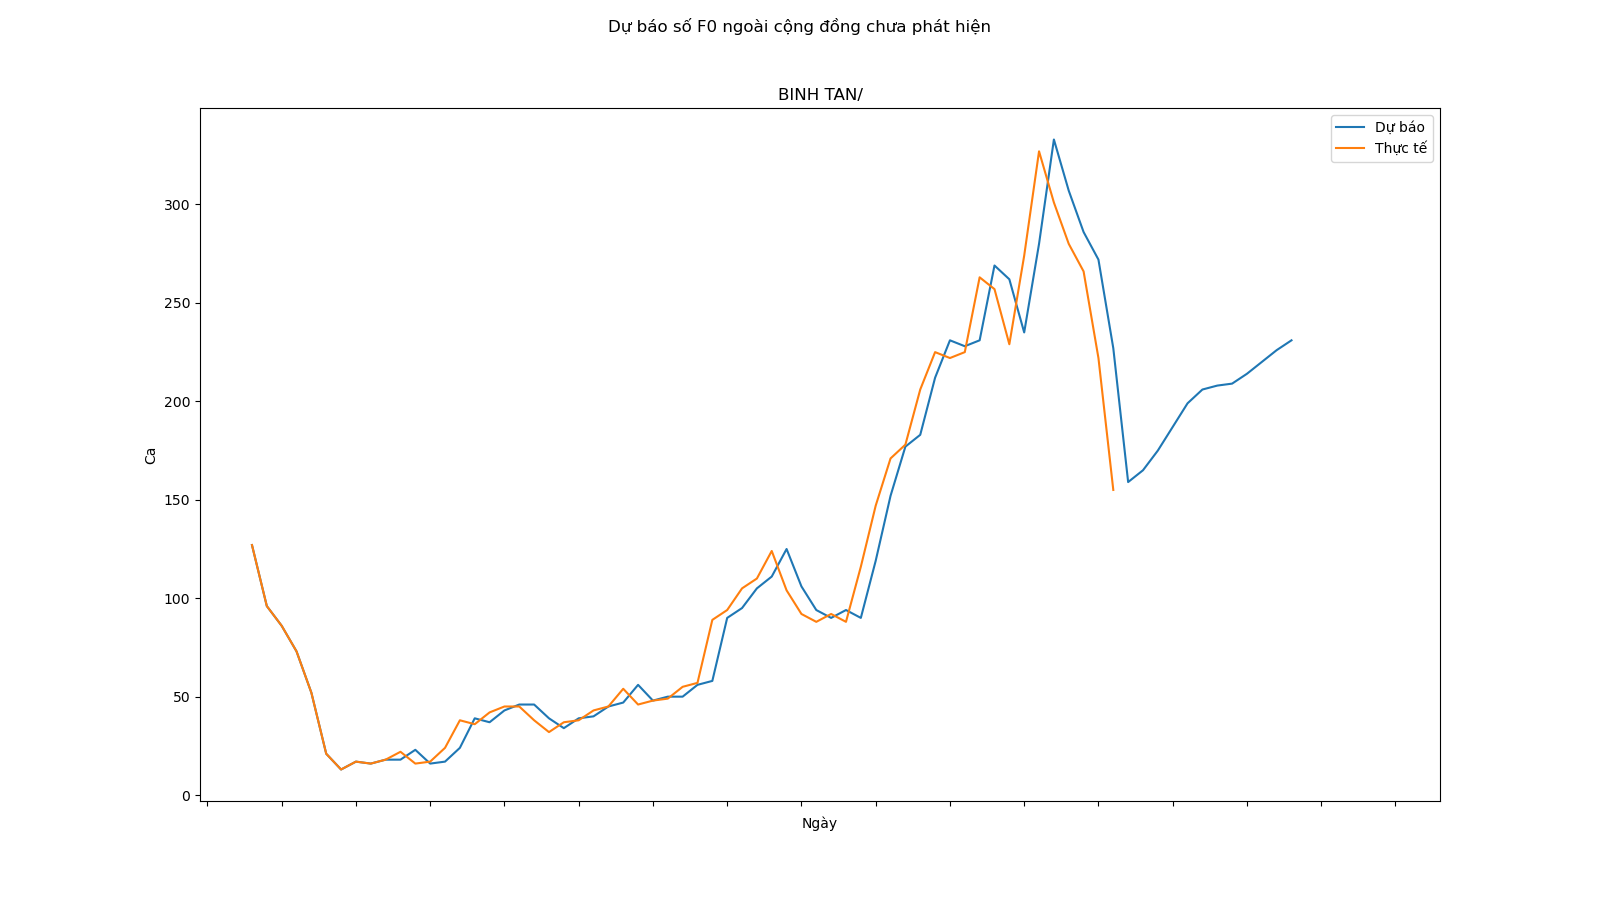 Dự báo số F0 ngoài cộng đồng chưa phát hiện
BINH TAN/
Dự báo
Thực tế
300
250
200
150
100
50
0
Ca
Ngày